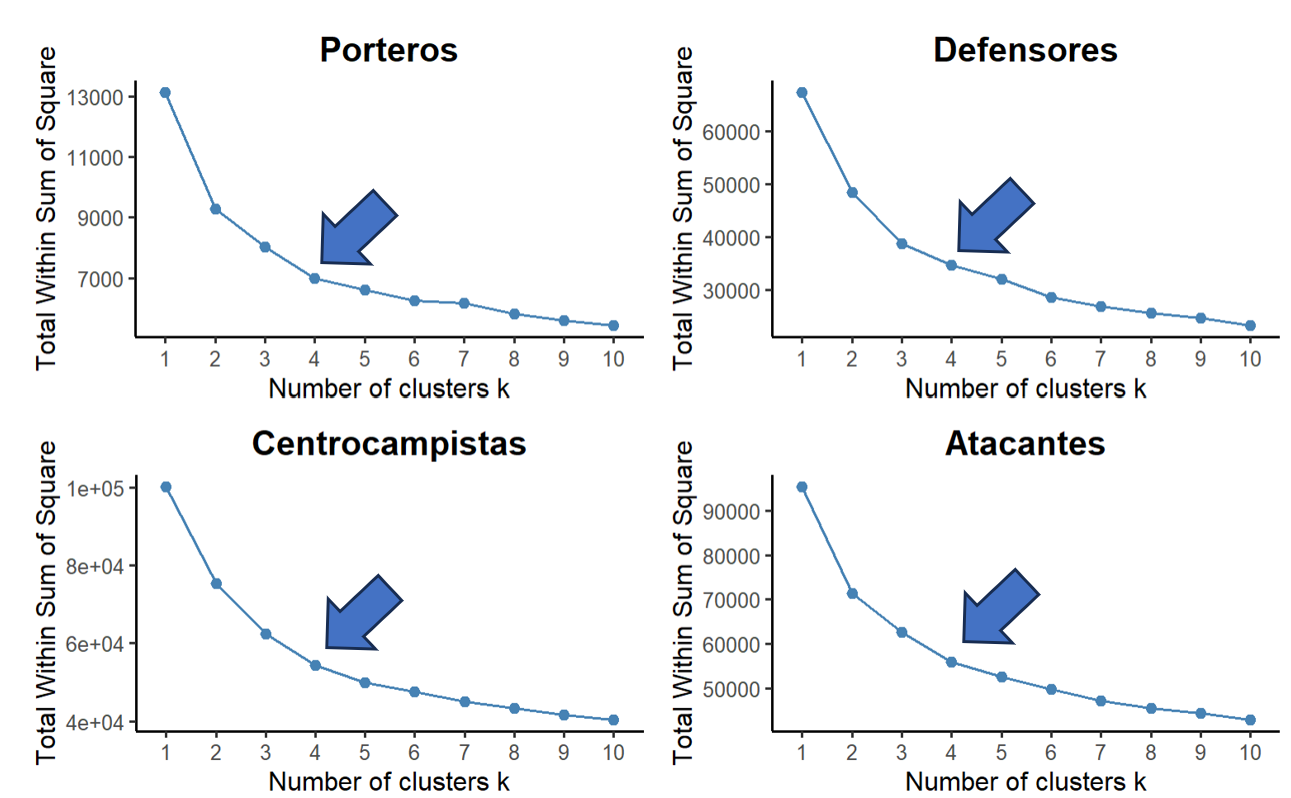 Porteros
Total Within Sum of Square
13000
11000
9000
7000
1 2 3 4 5 6 7 8 9 10
Number of clusters k
Defensores
Total Within Sum of Square
60000
50000
40000
30000
1 2 3 4 5 6 7 8 9 10
Number of clusters k
Centrocampistas
Total Within Sum of Square
1e+05
8e+04
6e+04
4e+04
1 2 3 4 5 6 7 8 9 10
Number of clusters k
Atacantes
Total Within Sum of Square
90000
80000
70000
60000
50000
1 2 3 4 5 6 7 8 9 10
Number of clusters k